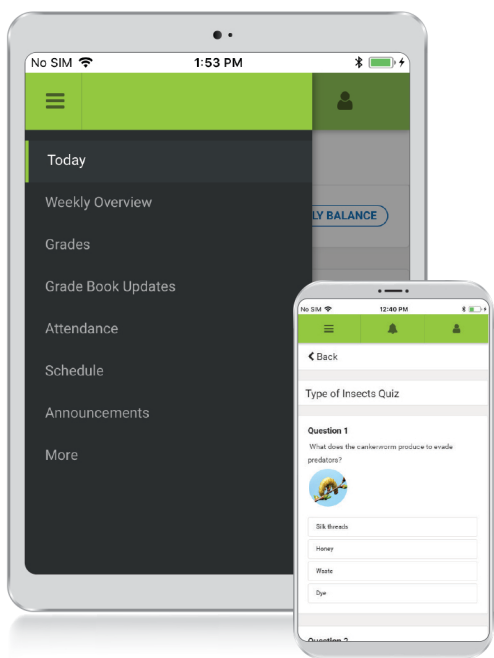 No SIM
1:53 PM
Today
Weekly Overview
LY BALANCE
Grades
Grade Book Updates
Attendance
Schedule
Announcements
More
No SIM
12:40 PM
Back
Type of Insects Quiz
Question 1
What does the cankerworm produce to evade
predators?
Silk threads
Honey
Waste
Dye
Question 2